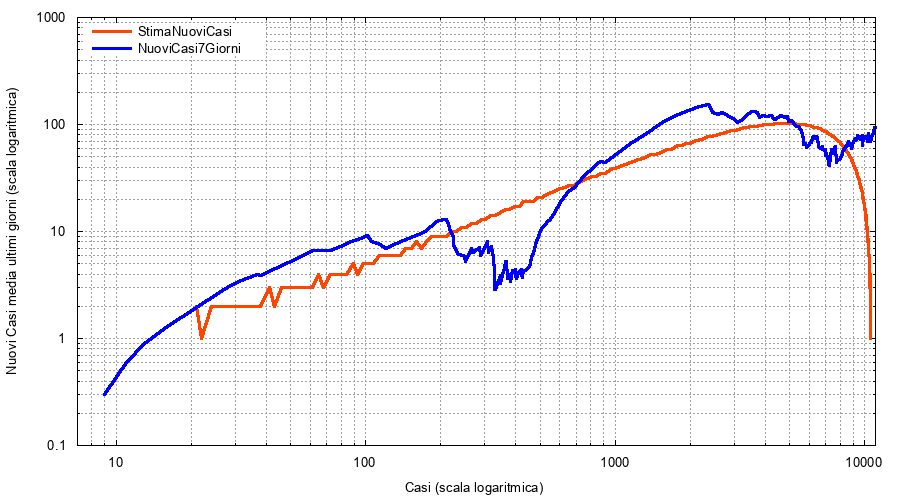 1000
StimaNuoviCasi
NuoviCasi7Giorni
100
10
1
0.1
Nuovi Casi media ultimi giorni (scala logaritmica)
10
100
1000
10000
Casi (scala logaritmica)